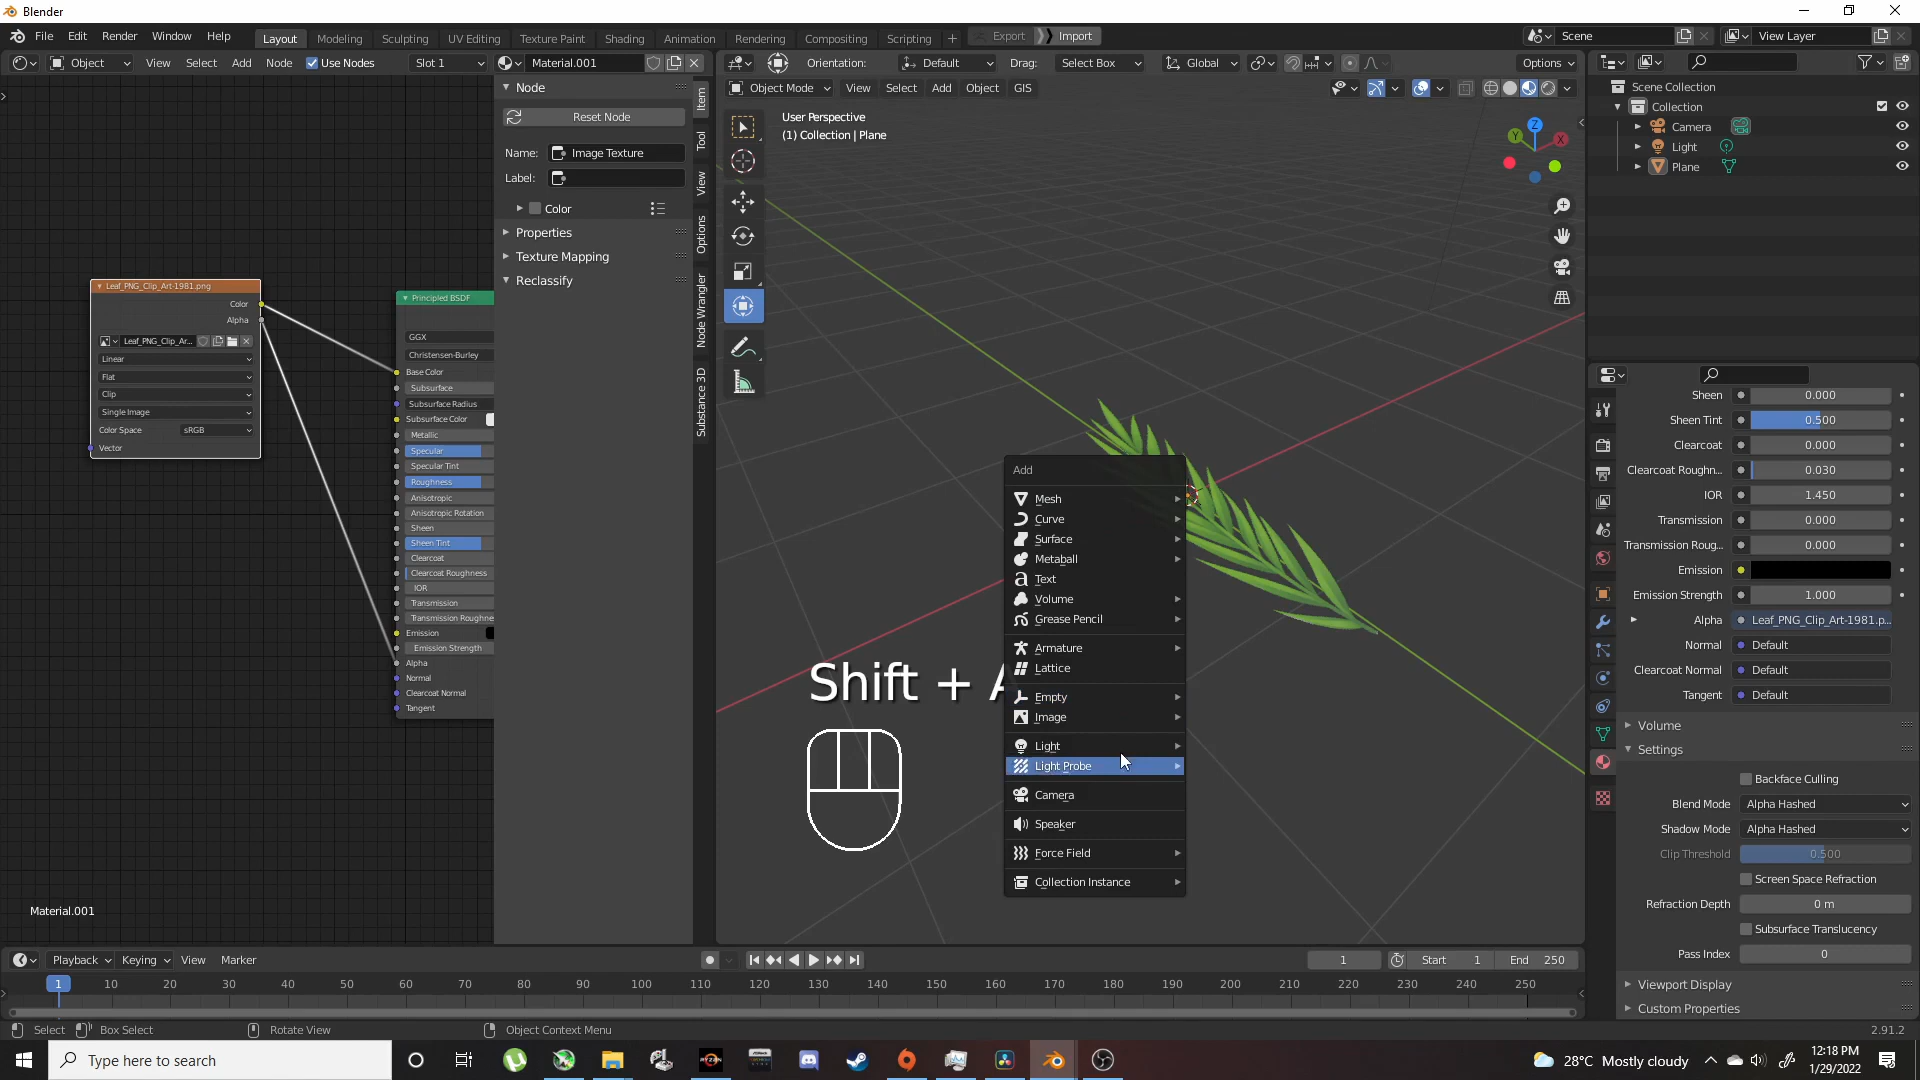 Blender
File Edit Render Window Help Layout Modeling Sculpting UV Editing Texture Paint Shading Animation Rendering Compositing Scripting + Export Import Scene View Layer
Object View Select Add Node Use Nodes Slot 1 Material.001 Orientation: Default Drag: Select Box Global Options
Object Mode View Select Add Object GIS
Node
Reset Node
Name: Image Texture
Label:
Color
Properties
Texture Mapping
Reclassify
Item
Tool
View
Options
Node Wrangler
Substance 3D
Leaf_PNG_Clip_Art-1981.png
Color
Alpha
Leaf_PNG_Clip_Ar...
Linear
Flat
Clip
Single Image
Color Space sRGB
Vector
Principled BSDF
GGX
Christensen-Burley
Base Color
Subsurface
Subsurface Radius
Subsurface Color
Metallic
Specular
Specular Tint
Roughness
Anisotropic
Anisotropic Rotation
Sheen
Sheen Tint
Clearcoat
Clearcoat Roughness
IOR
Transmission
Transmission Roughne
Emission
Emission Strength
Alpha
Normal
Clearcoat Normal
Tangent
Material.001
User Perspective
(1) Collection | Plane
Z
Y
X
Add
Mesh
Curve
Surface
Metaball
Text
Volume
Grease Pencil
Armature
Lattice
Empty
Image
Light
Light Probe
Camera
Speaker
Force Field
Collection Instance
Shift + A
Scene Collection
Collection
Camera
Light
Plane
Sheen 0.000
Sheen Tint 0.500
Clearcoat 0.000
Clearcoat Roughn... 0.030
IOR 1.450
Transmission 0.000
Transmission Roug... 0.000
Emission
Emission Strength 1.000
Alpha Leaf_PNG_Clip_Art-1981.p...
Normal Default
Clearcoat Normal Default
Tangent Default
Volume
Settings
Backface Culling
Blend Mode Alpha Hashed
Shadow Mode Alpha Hashed
Clip Threshold 0.500
Screen Space Refraction
Refraction Depth 0 m
Subsurface Translucency
Pass Index 0
Viewport Display
Custom Properties
Playback Keying View Marker 1 Start 1 End 250
1 10 20 30 40 50 60 70 80 90 100 110 120 130 140 150 160 170 180 190 200 210 220 230 240 250
Select Box Select Rotate View Object Context Menu 2.91.2
Type here to search 28°C Mostly cloudy
12:18 PM
1/29/2022